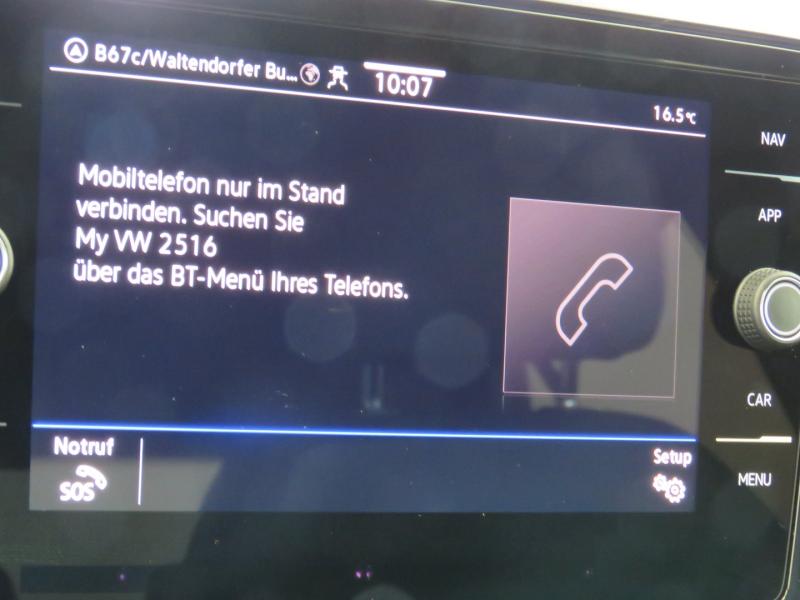 B67c/Waltendorfer Bu...
10:07
16.5°C
NAV
APP
Mobiltelefon nur im Stand
verbinden. Suchen Sie
My VW 2516
über das BT-Menü Ihres Telefons.
CAR
MENU
Notruf
SOS
Setup